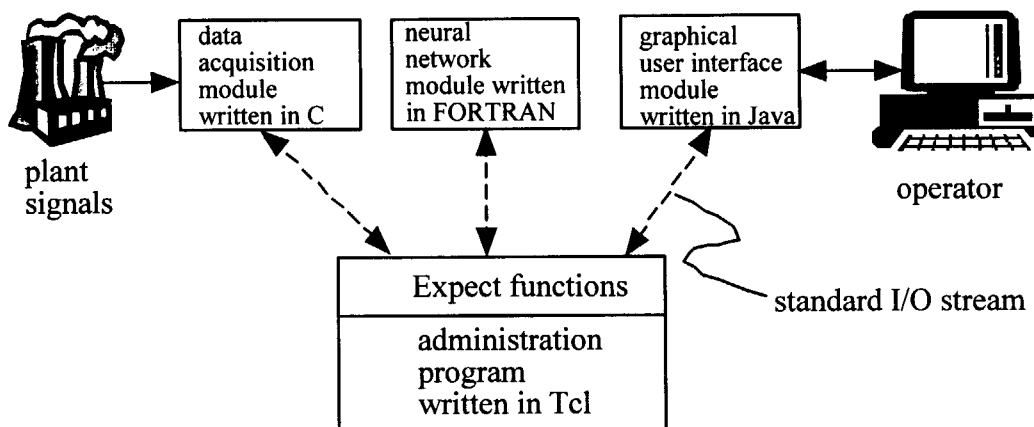 data
acquisition
module
written in C
neural
network
module written
in FORTRAN
graphical
user interface
module
written in Java
plant
signals
operator
Expect functions
standard I/O stream
administration
program
written in Tcl